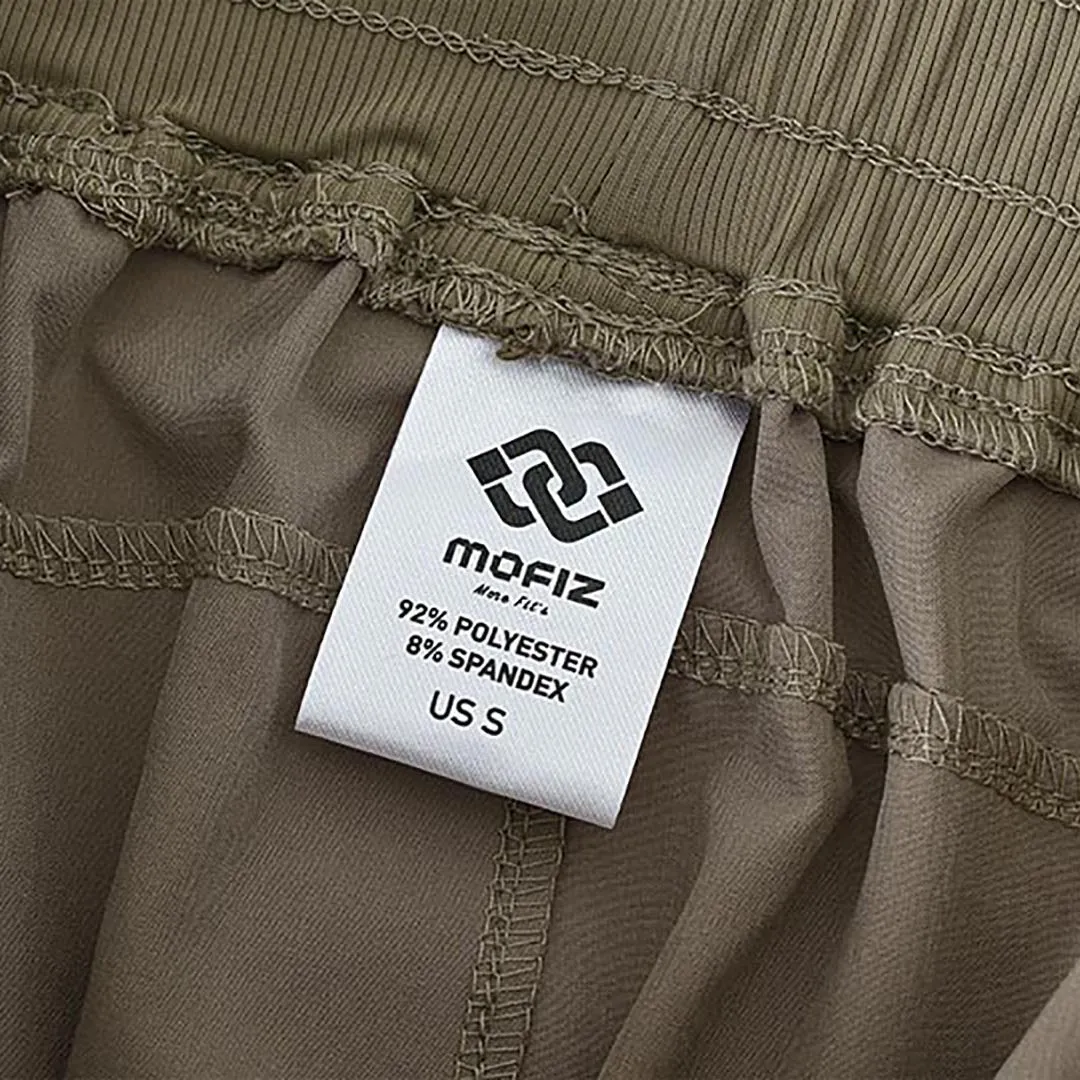 MOFIZ
More Fit's
92% POLYESTER
8% SPANDEX
US S